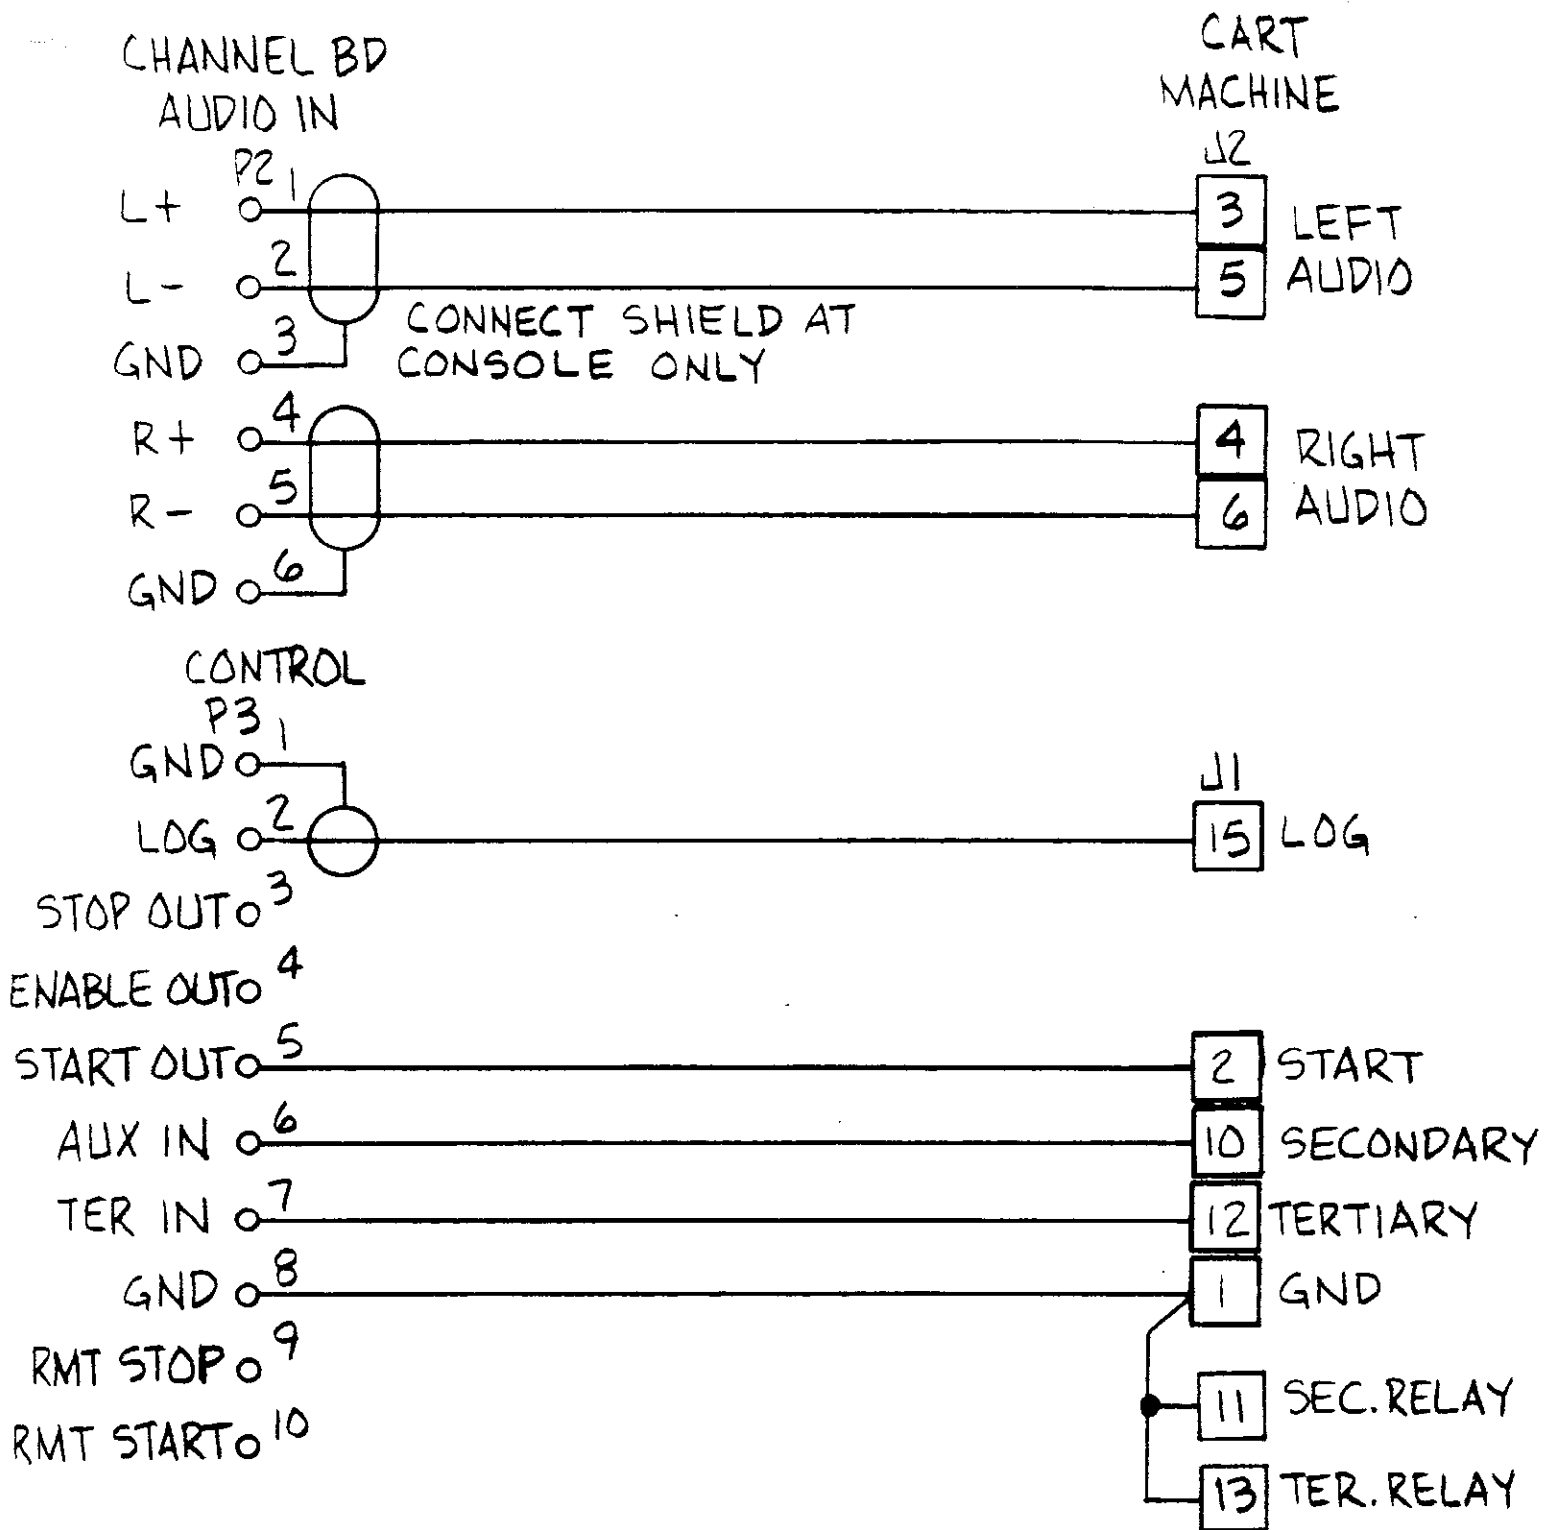 CHANNEL BD
AUDIO IN
CART
MACHINE
P2
J2
L+ 1
3 LEFT
L- 2
5 AUDIO
GND 3
CONNECT SHIELD AT
CONSOLE ONLY
R+ 4
4 RIGHT
R- 5
6 AUDIO
GND 6
CONTROL
P3
GND 1
J1
LOG 2
15 LOG
STOP OUT 3
ENABLE OUT 4
START OUT 5
2 START
AUX IN 6
10 SECONDARY
TER IN 7
12 TERTIARY
GND 8
1 GND
RMT STOP 9
11 SEC. RELAY
RMT START 10
13 TER. RELAY